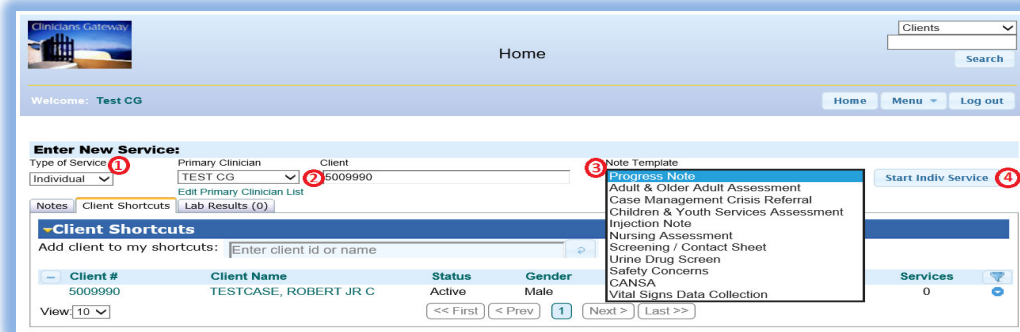 Clinicians Gateway
Home
Clients
Search
Welcome: Test CG
Home Menu Log out
Enter New Service:
Type of Service 1 Primary Clinician Client 3 Note Template
Individual TEST CG 2 5009990 Progress Note Start Indiv Service 4
Edit Primary Clinician List
Adult & Older Adult Assessment
Case Management Crisis Referral
Children & Youth Services Assessment
Injection Note
Nursing Assessment
Screening / Contact Sheet
Urine Drug Screen
Safety Concerns
CANSA
Vital Signs Data Collection
Notes Client Shortcuts Lab Results (0)
Client Shortcuts
Add client to my shortcuts: Enter client id or name
Client # Client Name Status Gender Services
5009990 TESTCASE, ROBERT JR C Active Male 0
View: 10 << First < Prev 1 Next > Last >>